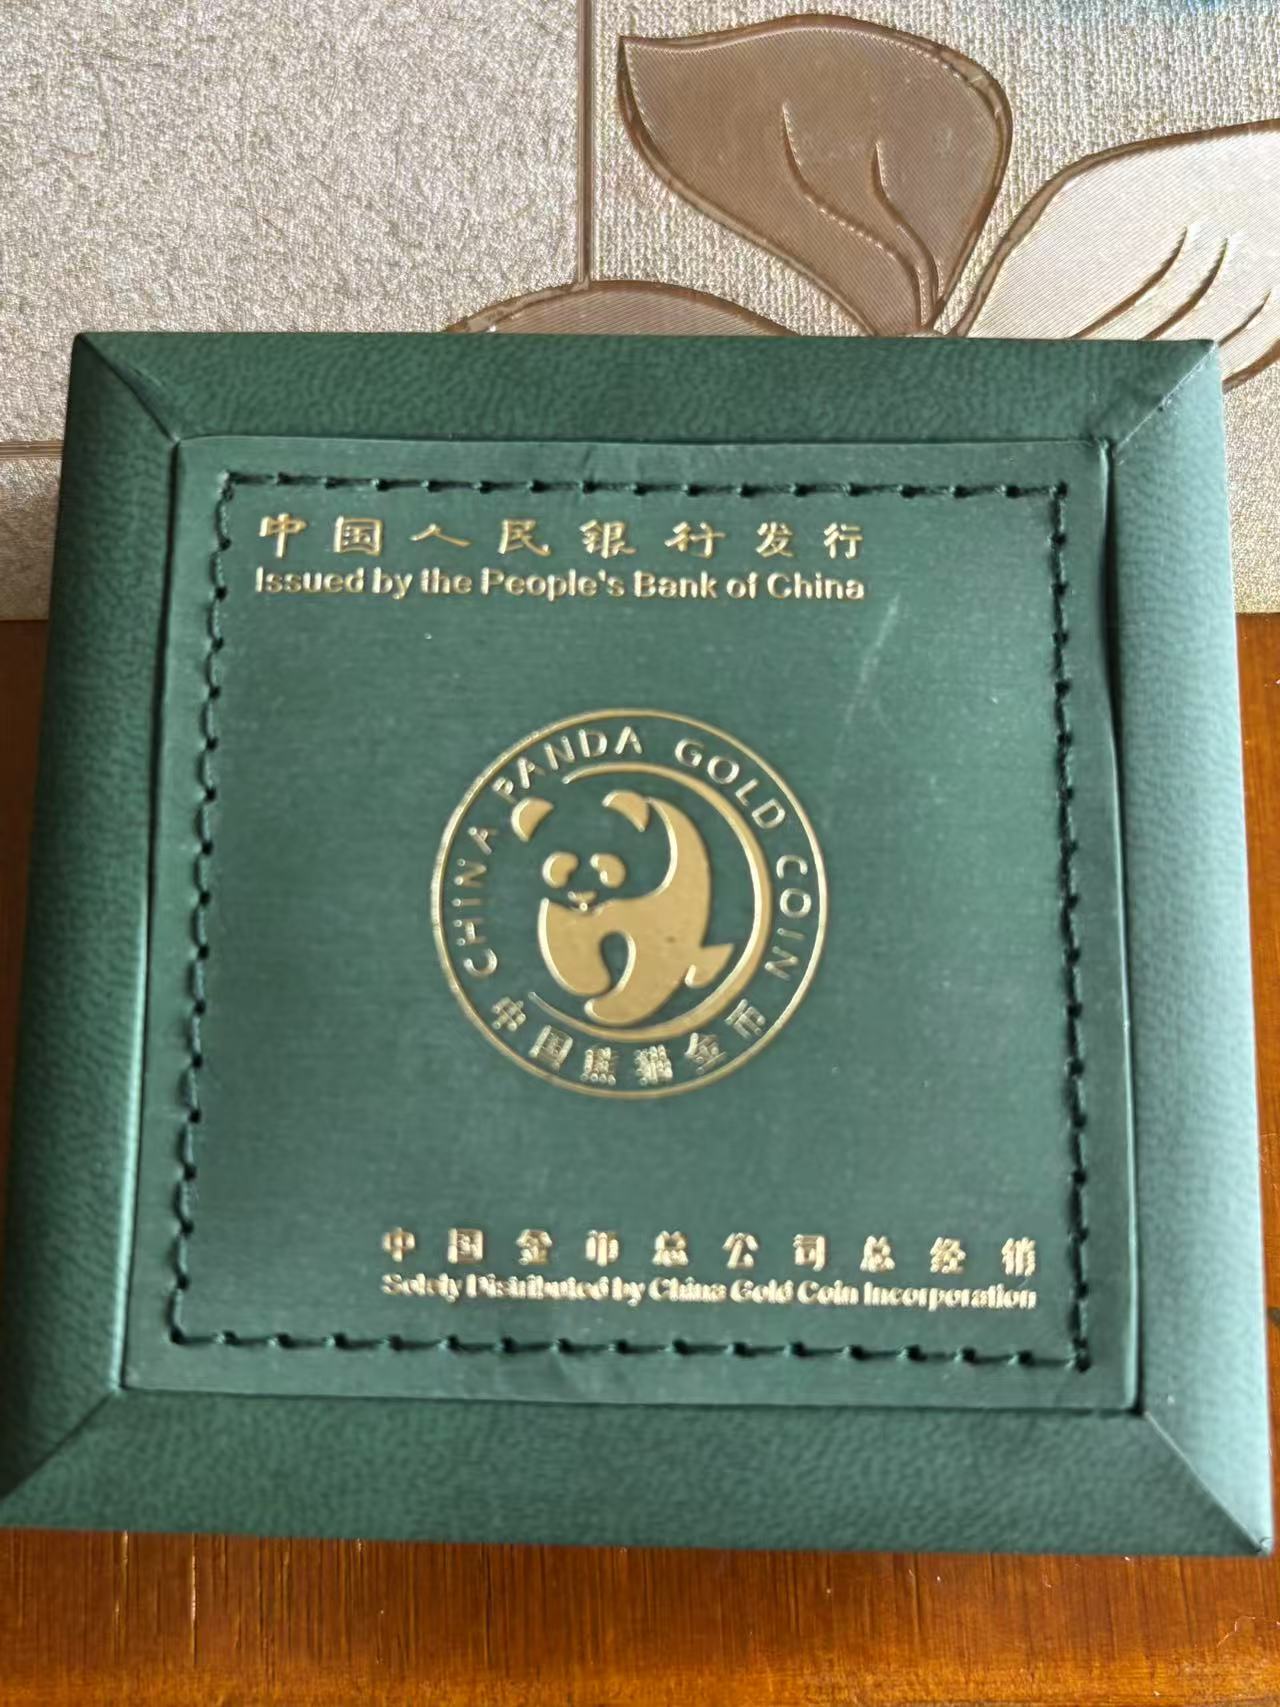 中国人民银行发行
Issued by the People's Bank of China
CHINA PANDA GOLD COIN
中国熊猫金币
中国金币总公司总经销
Solely Distributed by China Gold Coin Incorporation